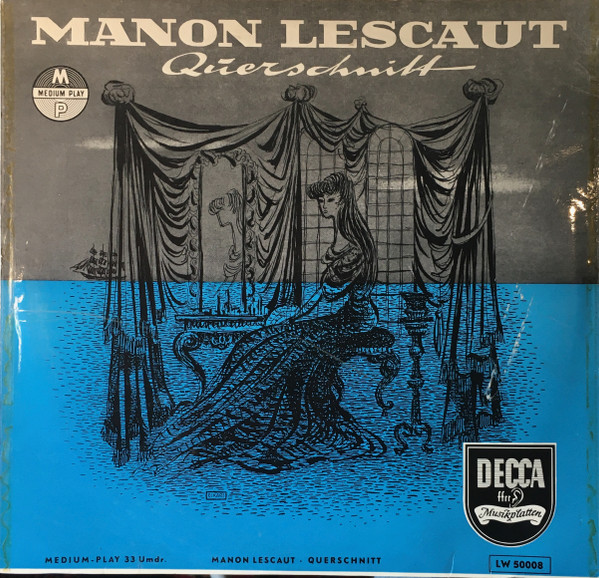 MANON LESCAUT
Querschnitt
M
MEDIUM PLAY
P
DECCA
ffrr
Musikplatten
MEDIUM-PLAY 33 Umdr.
MANON LESCAUT · QUERSCHNITT
LW 50008